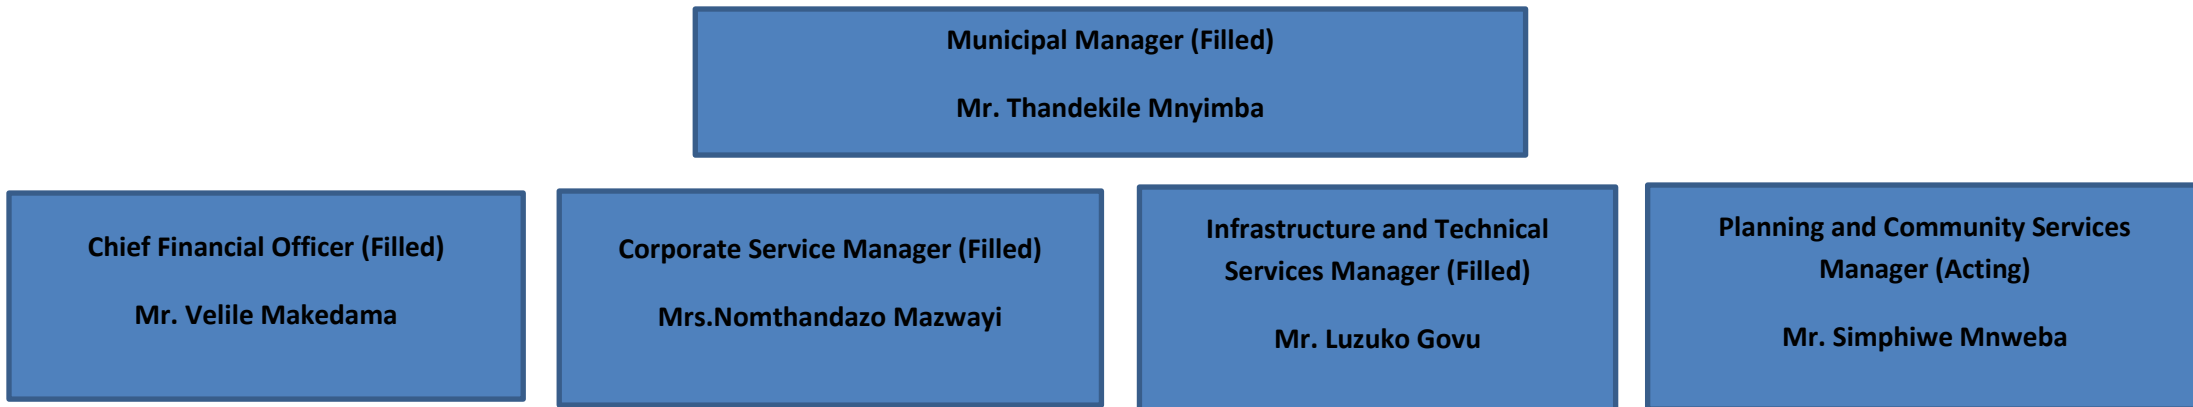 Municipal Manager (Filled)
Mr. Thandekile Mnyimba
Chief Financial Officer (Filled)
Mr. Velile Makedama
Corporate Service Manager (Filled)
Mrs.Nomthandazo Mazwayi
Infrastructure and Technical
Services Manager (Filled)
Mr. Luzuko Govu
Planning and Community Services
Manager (Acting)
Mr. Simphiwe Mnweba